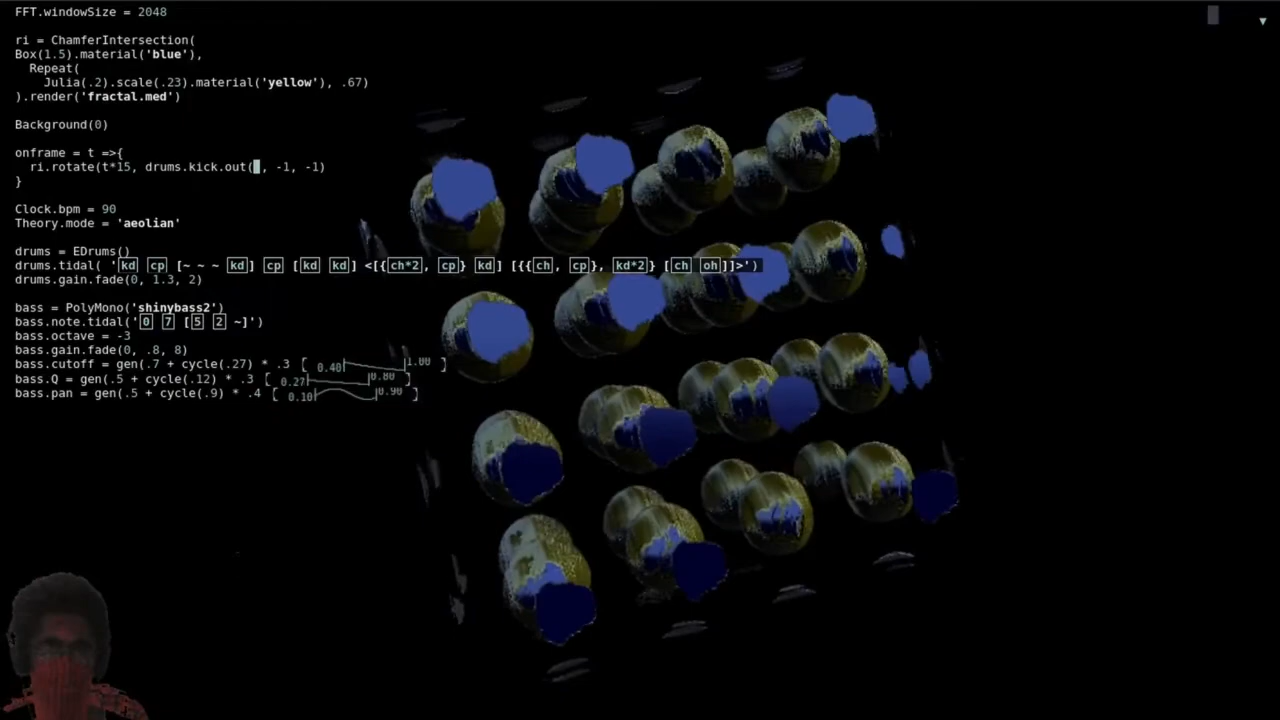 FFT.windowSize = 2048
ri = ChamferIntersection(
Box(1.5).material('blue'),
Repeat(
Julia(.2).scale(.23).material('yellow'), .67)
).render('fractal.med')
Background(0)
onframe = t =>{
ri.rotate(t*15, drums.kick.out( , -1, -1)
}
Clock.bpm = 90
Theory.mode = 'aeolian'
drums = EDrums()
drums.tidal( 'kd cp [~ ~ ~ kd] cp [kd kd] <[{ch*2, cp} kd] [{{ch, cp}, kd*2} [ch oh]]>')
drums.gain.fade(0, 1.3, 2)
bass = PolyMono('shinybass2')
bass.note.tidal('0 7 [5 2 ~]')
bass.octave = -3
bass.gain.fade(0, .8, 8)
bass.cutoff = gen(.7 + cycle(.27) * .3 [ 0.40 1.00 ]
bass.Q = gen(.5 + cycle(.12) * .3 [ 0.27 0.80 ]
bass.pan = gen(.5 + cycle(.9) * .4 [ 0.10 0.90 ]